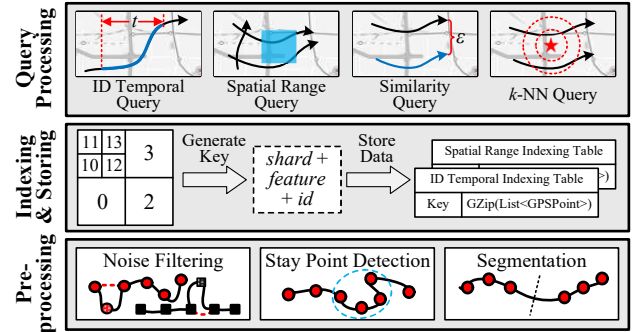 Query
Processing
t
ε
ID Temporal
Query
Spatial Range
Query
Similarity
Query
k-NN Query
Indexing
& Storing
11 13
10 12
3
0
2
Generate
Key
shard +
feature
+ id
Store
Data
Spatial Range Indexing Table
>)
ID Temporal Indexing Table
Key GZip(List<GPSPoint>)
Pre-
processing
Noise Filtering
Stay Point Detection
Segmentation